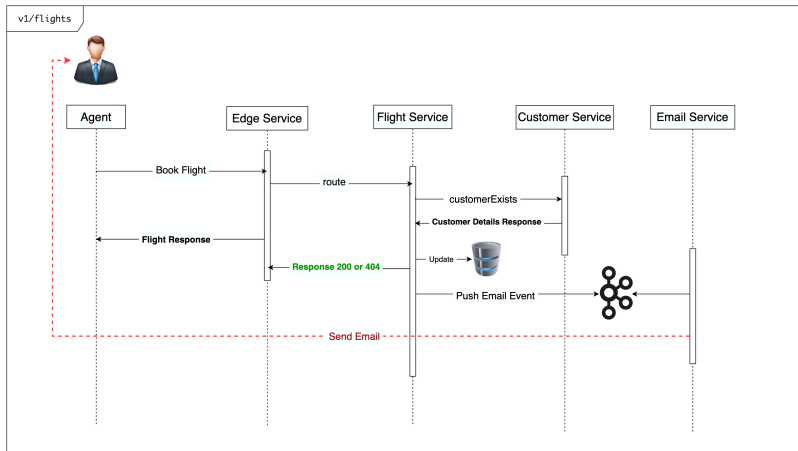 v1/flights
Agent
Edge Service
Flight Service
Customer Service
Email Service
Book Flight
route
customerExists
Customer Details Response
Flight Response
Update
Response 200 or 404
Push Email Event
Send Email